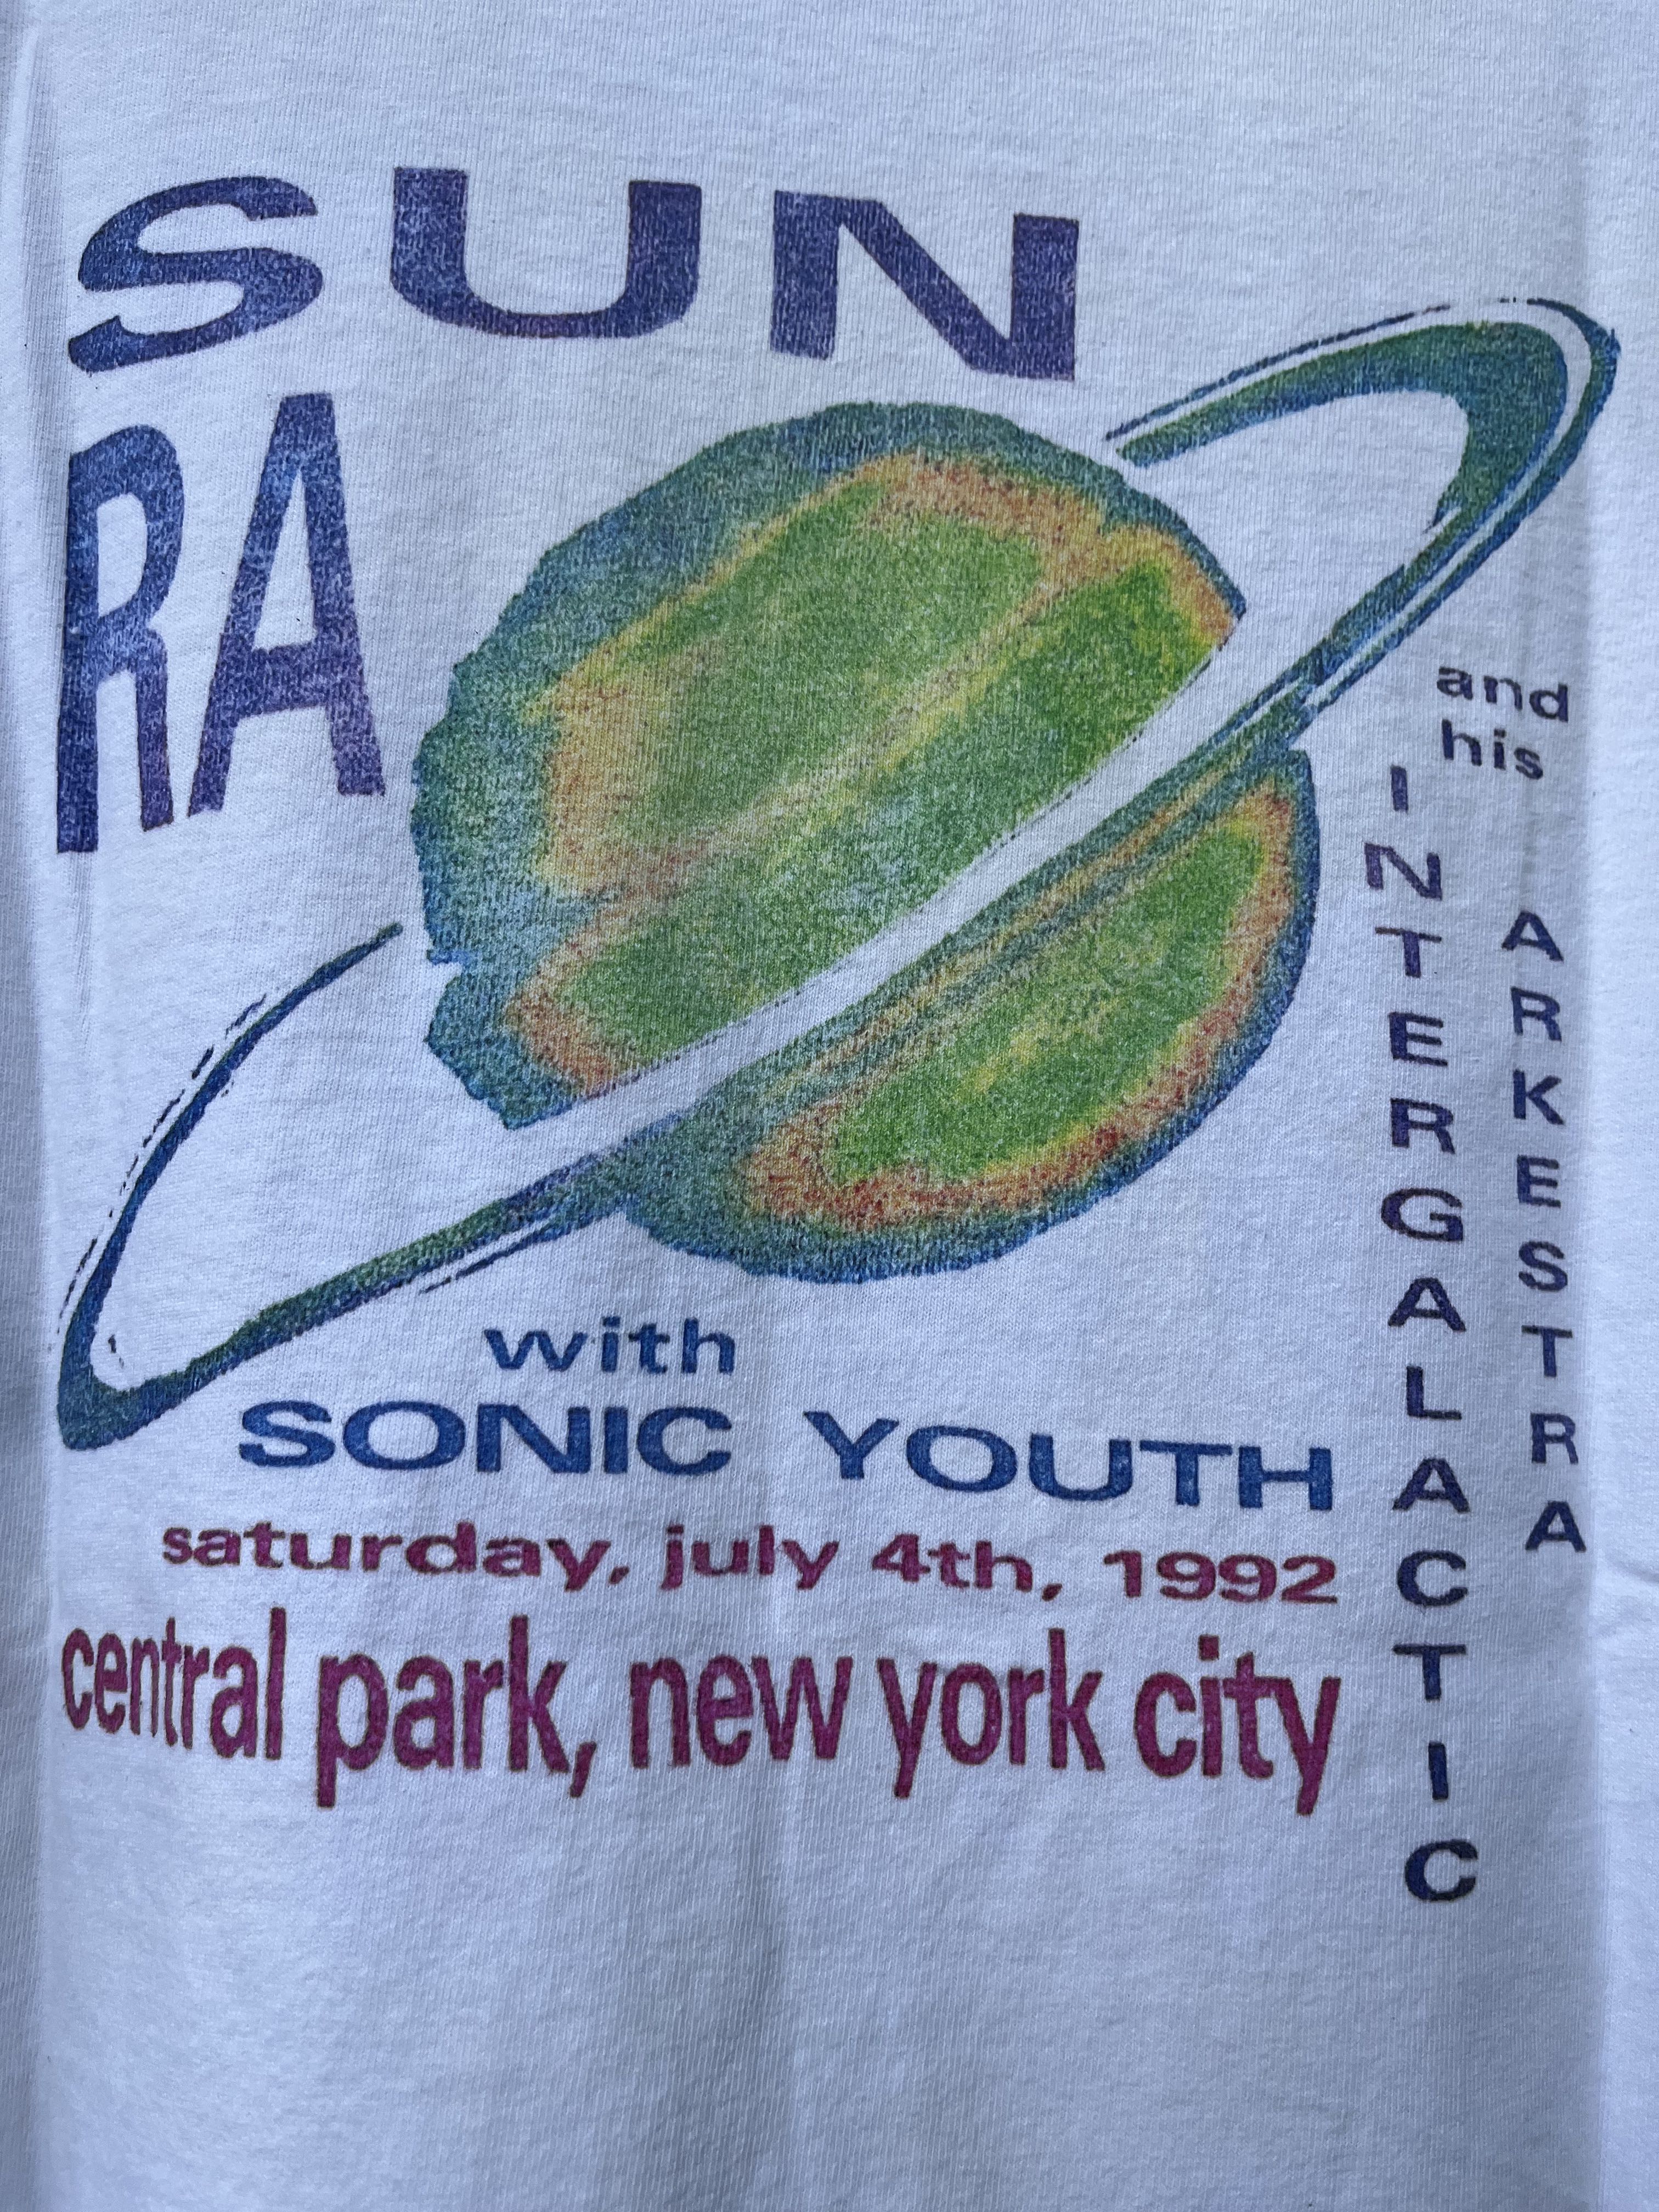 SUN
RA
and
his
INTERGALACTIC
ARKESTRA
with
SONIC YOUTH
saturday, july 4th, 1992
central park, new york city